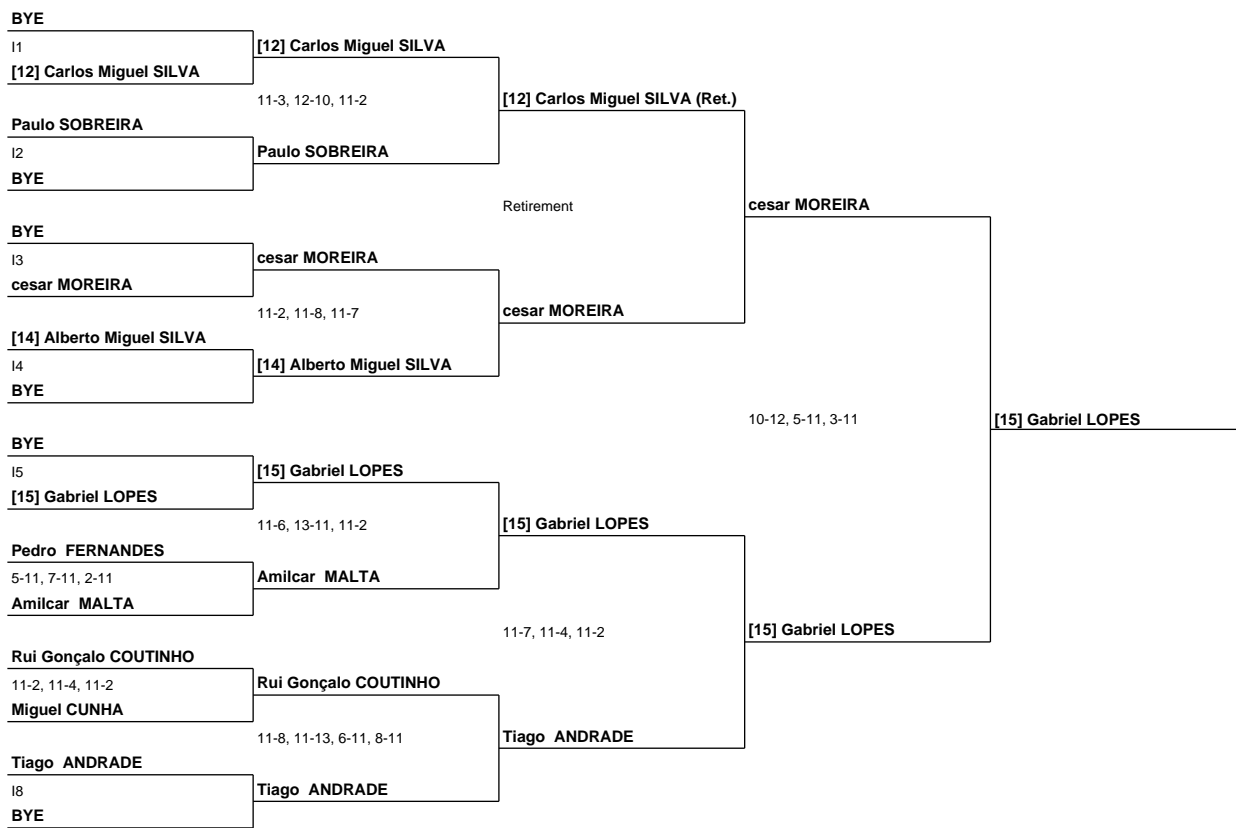 BYE
I1
[12] Carlos Miguel SILVA
[12] Carlos Miguel SILVA
11-3, 12-10, 11-2
[12] Carlos Miguel SILVA (Ret.)
Paulo SOBREIRA
I2
Paulo SOBREIRA
BYE
Retirement
cesar MOREIRA
BYE
I3
cesar MOREIRA
cesar MOREIRA
11-2, 11-8, 11-7
cesar MOREIRA
[14] Alberto Miguel SILVA
I4
[14] Alberto Miguel SILVA
BYE
10-12, 5-11, 3-11
[15] Gabriel LOPES
BYE
I5
[15] Gabriel LOPES
[15] Gabriel LOPES
11-6, 13-11, 11-2
[15] Gabriel LOPES
Pedro  FERNANDES
5-11, 7-11, 2-11
Amilcar  MALTA
Amilcar  MALTA
11-7, 11-4, 11-2
[15] Gabriel LOPES
Rui Gonçalo COUTINHO
11-2, 11-4, 11-2
Rui Gonçalo COUTINHO
Miguel CUNHA
11-8, 11-13, 6-11, 8-11
Tiago  ANDRADE
Tiago  ANDRADE
I8
Tiago  ANDRADE
BYE